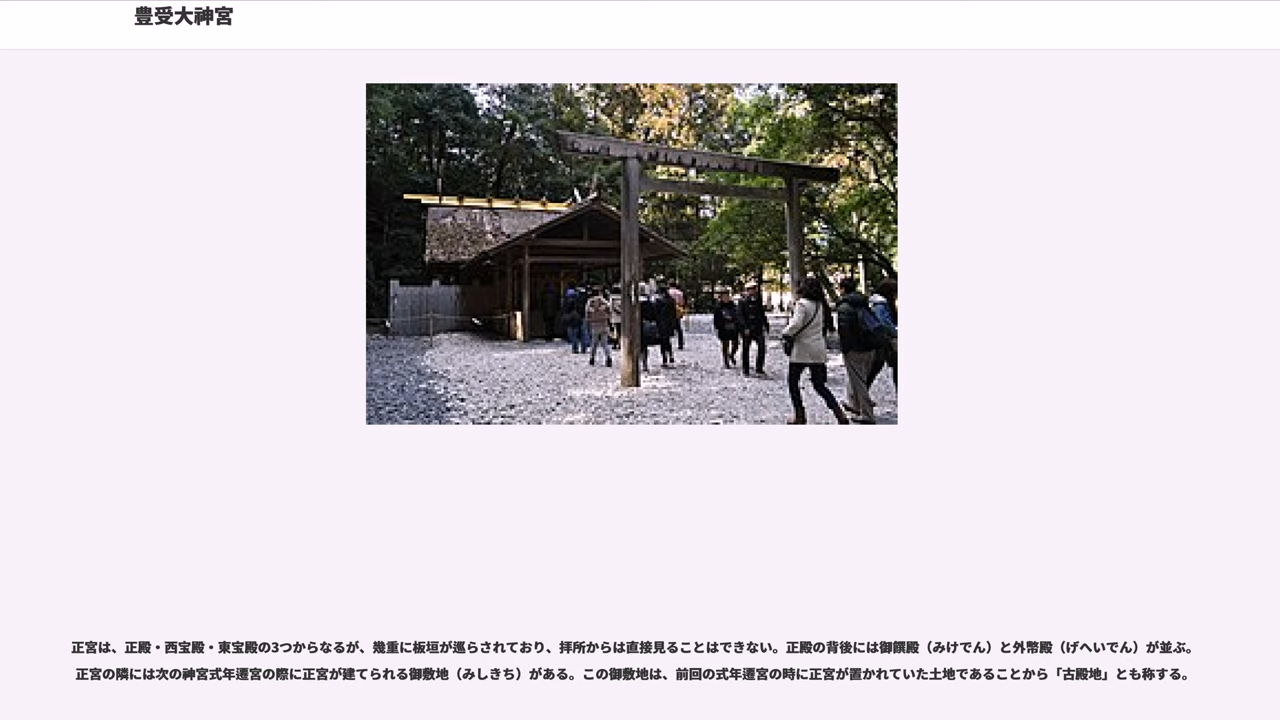 豊受大神宮
正宮は、正殿・西宝殿・東宝殿の3つからなるが、幾重に板垣が巡らされており、拝所からは直接見ることはできない。正殿の背後には御饌殿（みけでん）と外幣殿（げへいでん）が並ぶ。
正宮の隣には次の神宮式年遷宮の際に正宮が建てられる御敷地（みしきち）がある。この御敷地は、前回の式年遷宮の時に正宮が置かれていた土地であることから「古殿地」とも称する。